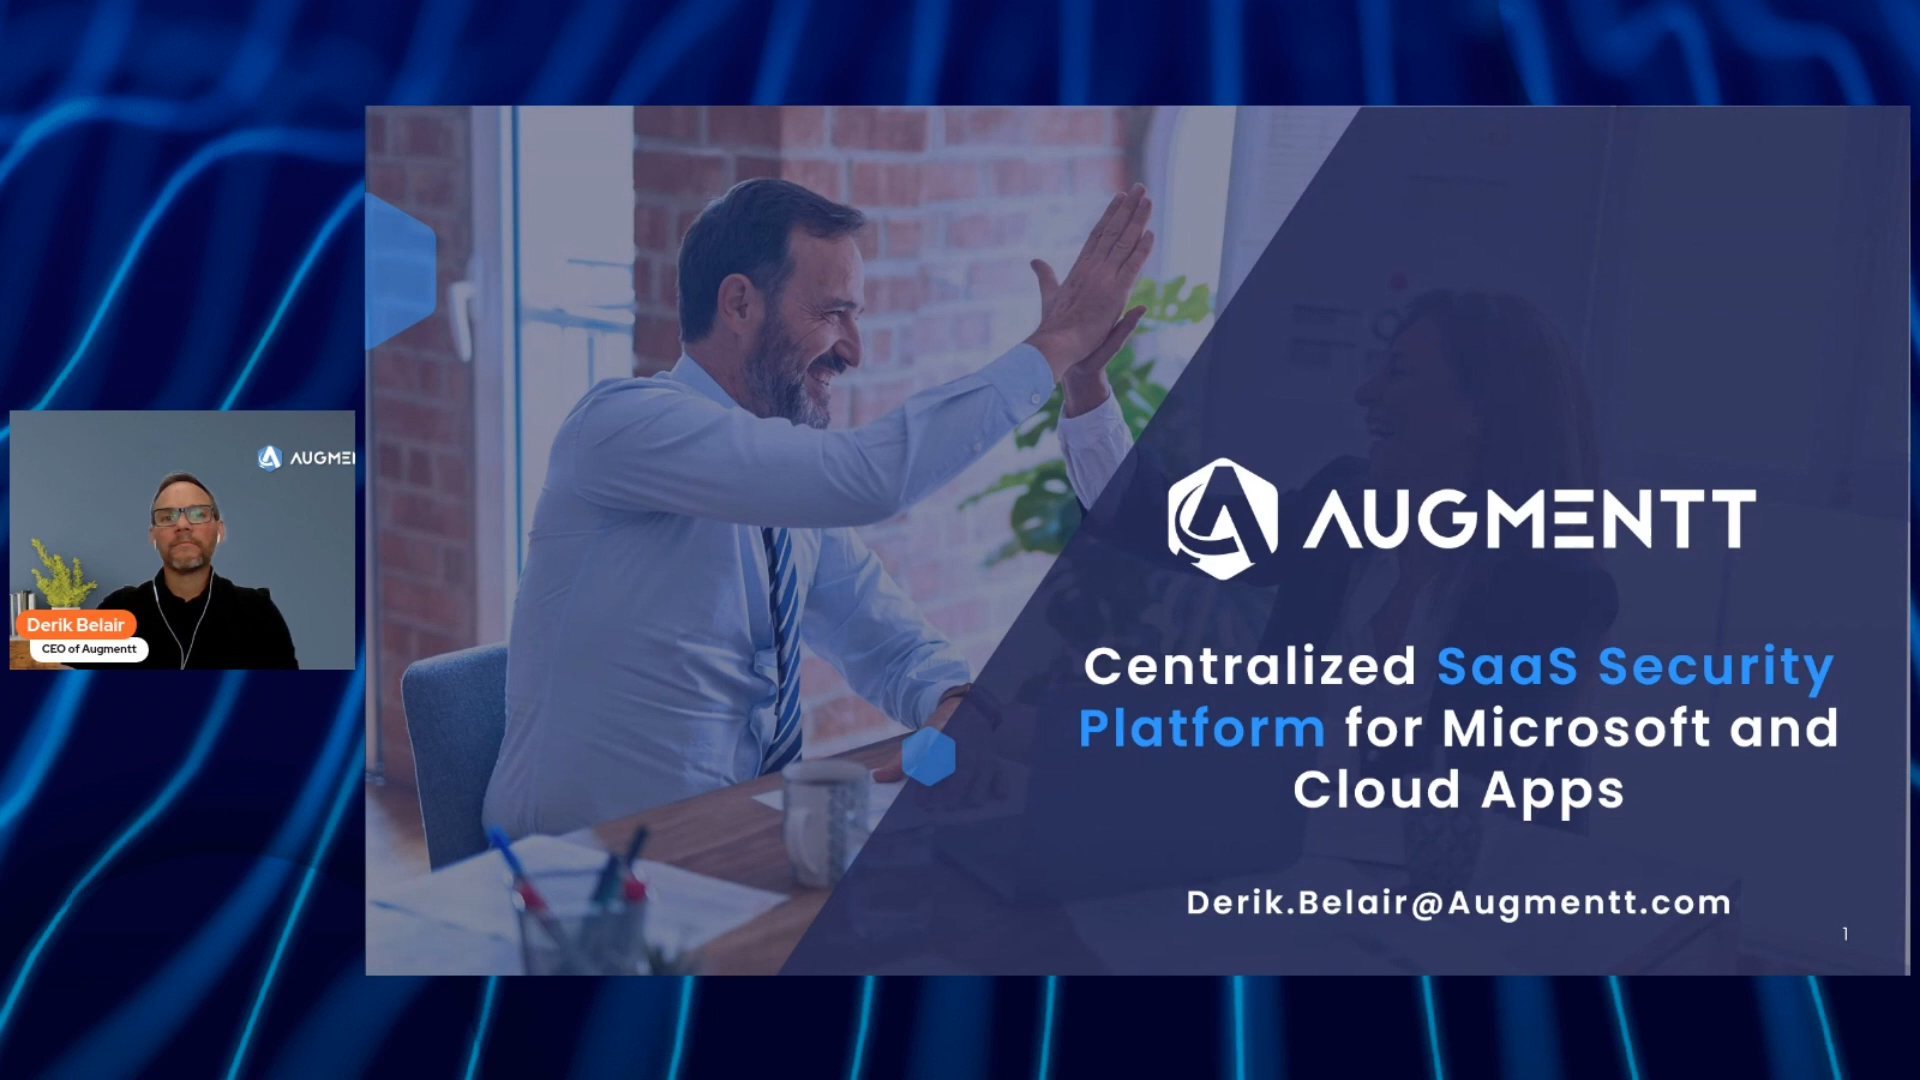 AUGME
Derik Belair
CEO of Augmentt
AUGMENTT
Centralized SaaS Security
Platform for Microsoft and
Cloud Apps
Derik.Belair@Augmentt.com
1